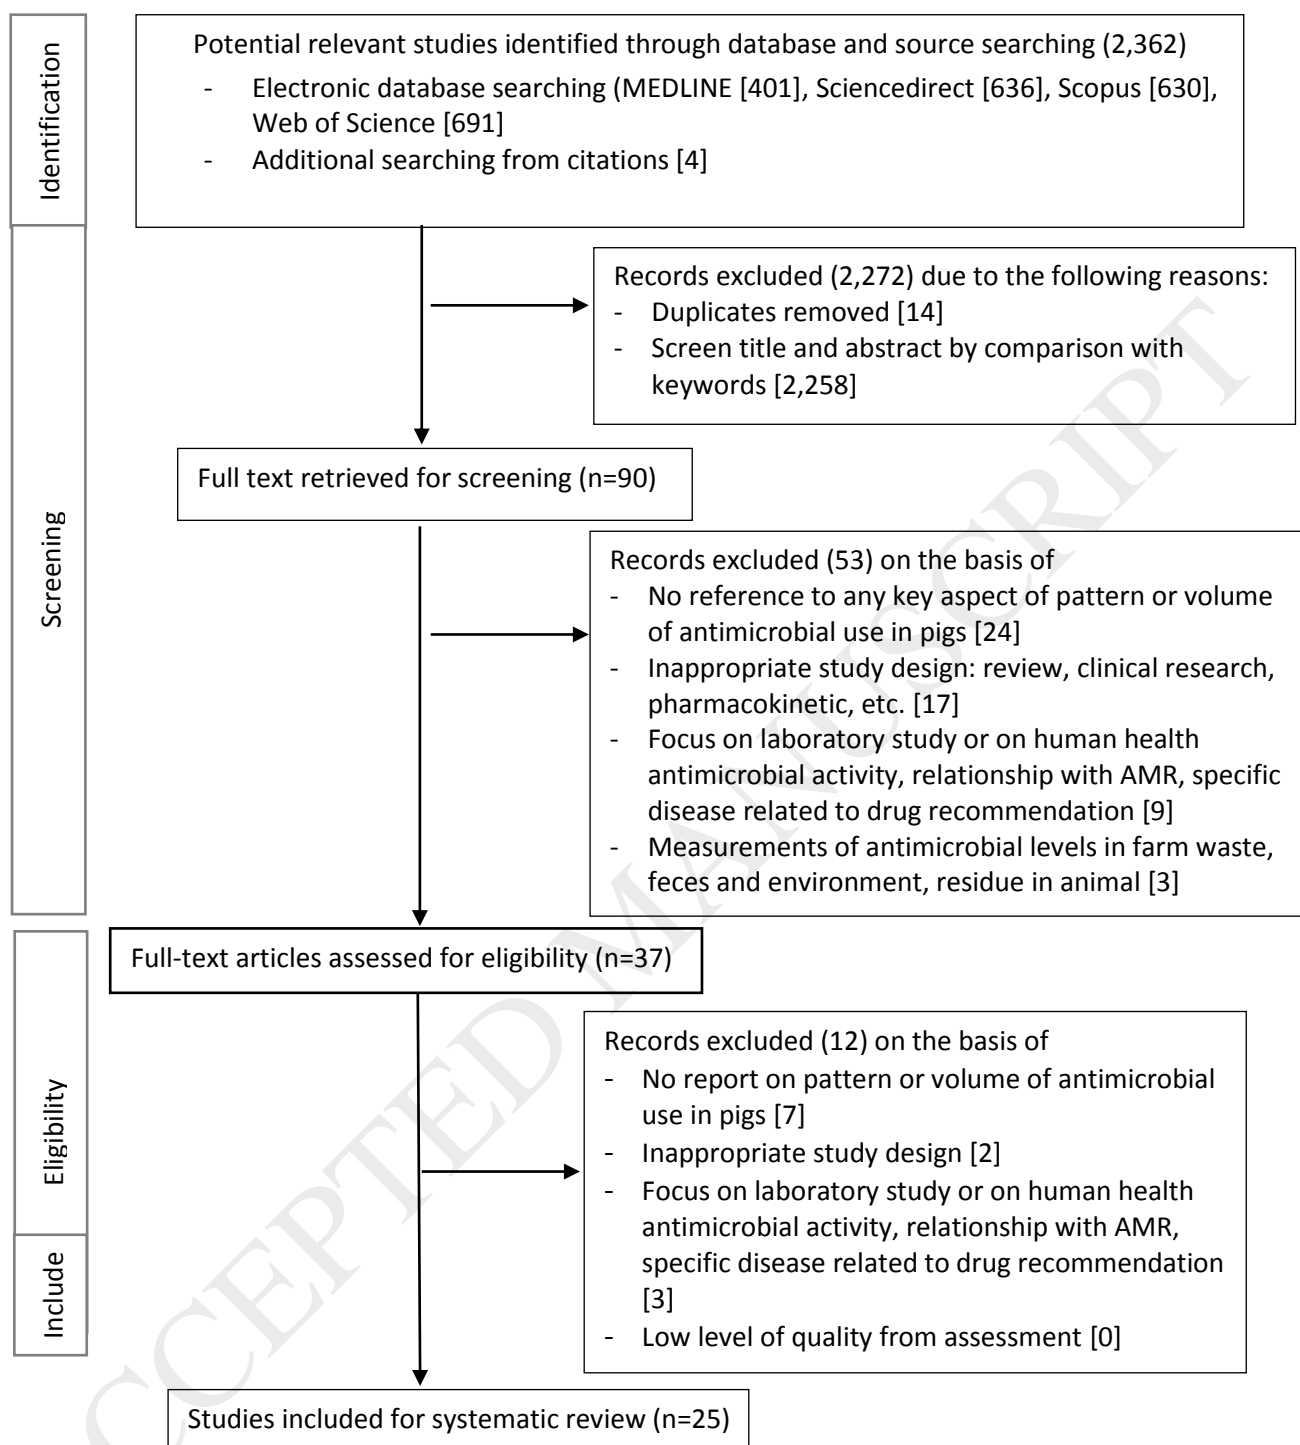 Identification
Potential relevant studies identified through database and source searching (2,362)
- Electronic database searching (MEDLINE [401], Sciencedirect [636], Scopus [630],
Web of Science [691]
- Additional searching from citations [4]
Screening
Records excluded (2,272) due to the following reasons:
- Duplicates removed [14]
- Screen title and abstract by comparison with
keywords [2,258]
Full text retrieved for screening (n=90)
Records excluded (53) on the basis of
- No reference to any key aspect of pattern or volume
of antimicrobial use in pigs [24]
- Inappropriate study design: review, clinical research,
pharmacokinetic, etc. [17]
- Focus on laboratory study or on human health
antimicrobial activity, relationship with AMR, specific
disease related to drug recommendation [9]
- Measurements of antimicrobial levels in farm waste,
feces and environment, residue in animal [3]
Eligibility
Full-text articles assessed for eligibility (n=37)
Records excluded (12) on the basis of
- No report on pattern or volume of antimicrobial
use in pigs [7]
- Inappropriate study design [2]
- Focus on laboratory study or on human health
antimicrobial activity, relationship with AMR,
specific disease related to drug recommendation
[3]
- Low level of quality from assessment [0]
Include
Studies included for systematic review (n=25)
CCEPTED MANUSCRIPT